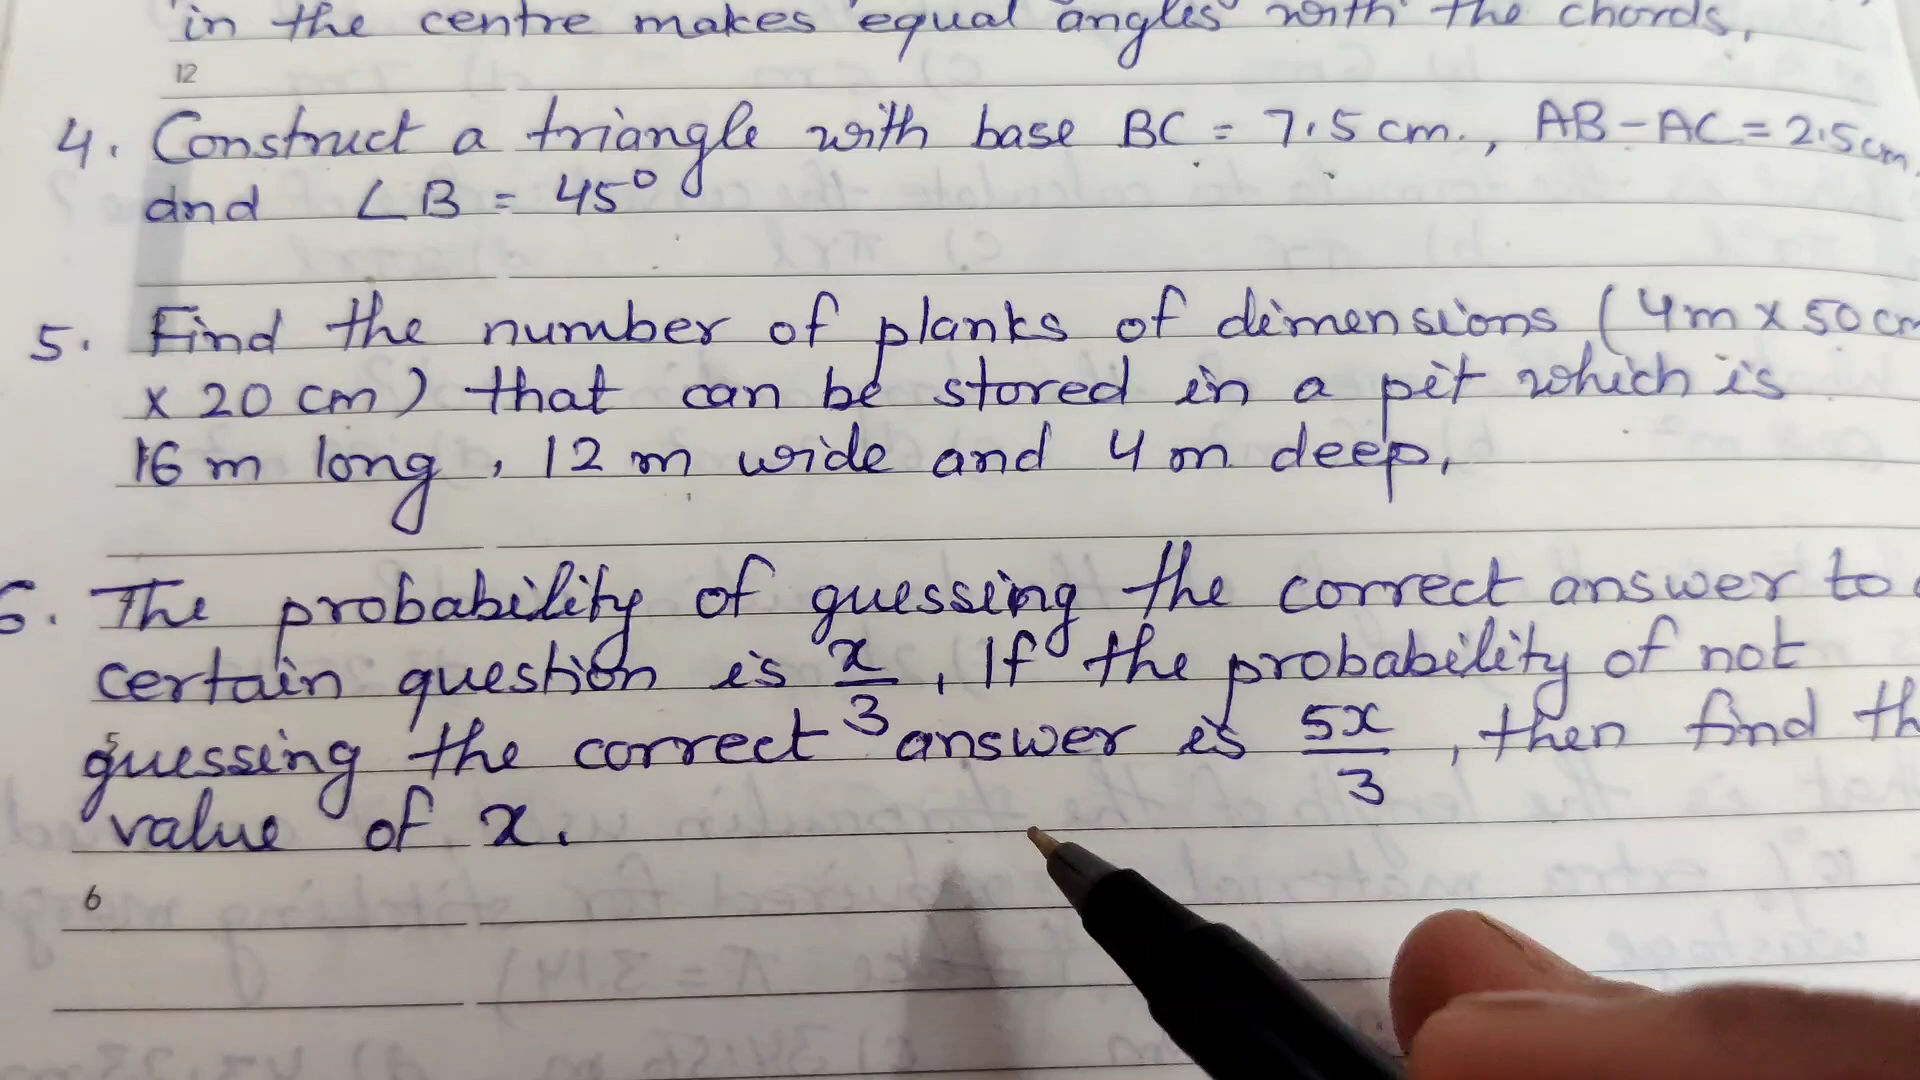 in the centre makes equal angles with the chords.
12
4. Construct a triangle with base BC = 7.5 cm., AB - AC = 2.5cm.
and ∠B = 45°
5. Find the number of planks of dimensions (4m x 50 cm
x 20 cm) that can be stored in a pit which is
16 m long, 12 m wide and 4 m deep.
6. The probability of guessing the correct answer to a
certain question is x/3. If the probability of not
guessing the correct answer is 5x/3, then find th
value of x.
6